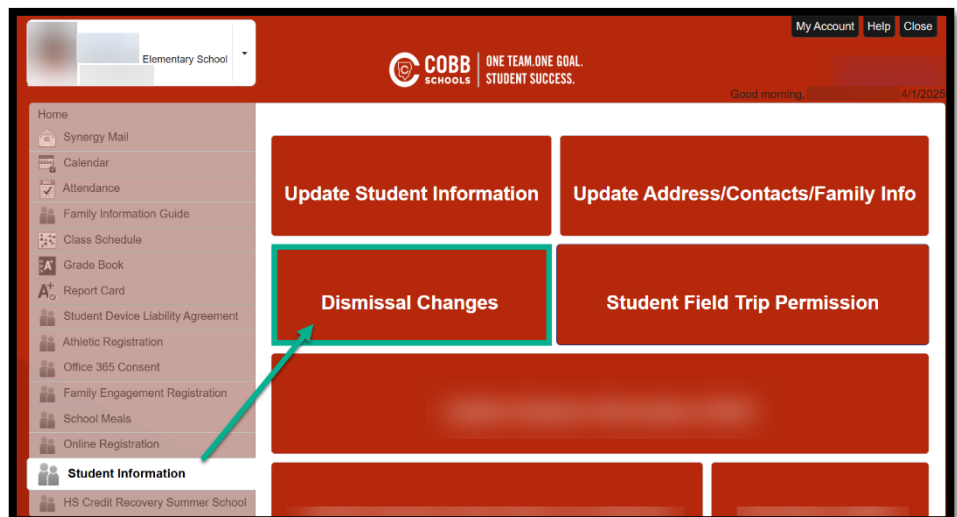 My Account Help Close
Elementary School
COBB SCHOOLS
ONE TEAM.ONE GOAL.
STUDENT SUCCESS.
Good morning, 4/1/2025
Home
Synergy Mail
Calendar
Attendance
Family Information Guide
Class Schedule
Grade Book
Report Card
Student Device Liability Agreement
Athletic Registration
Office 365 Consent
Family Engagement Registration
School Meals
Online Registration
Student Information
HS Credit Recovery Summer School
Update Student Information
Update Address/Contacts/Family Info
Dismissal Changes
Student Field Trip Permission